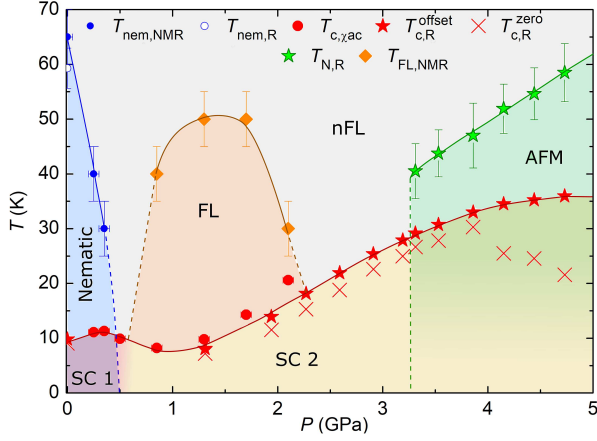 T_nem,NMR T_nem,R T_c,χac T_c,R^offset T_c,R^zero
T_N,R T_FL,NMR
70
60
50
40
30
20
10
0
T (K)
nFL
AFM
FL
Nematic
SC 1
SC 2
0 1 2 3 4 5
P (GPa)